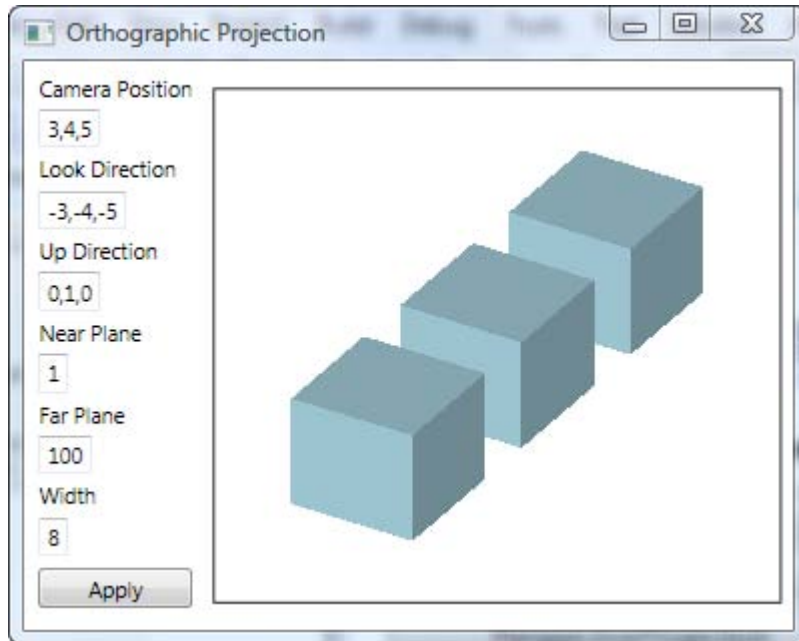 Orthographic Projection
Camera Position
3,4,5
Look Direction
-3,-4,-5
Up Direction
0,1,0
Near Plane
1
Far Plane
100
Width
8
Apply